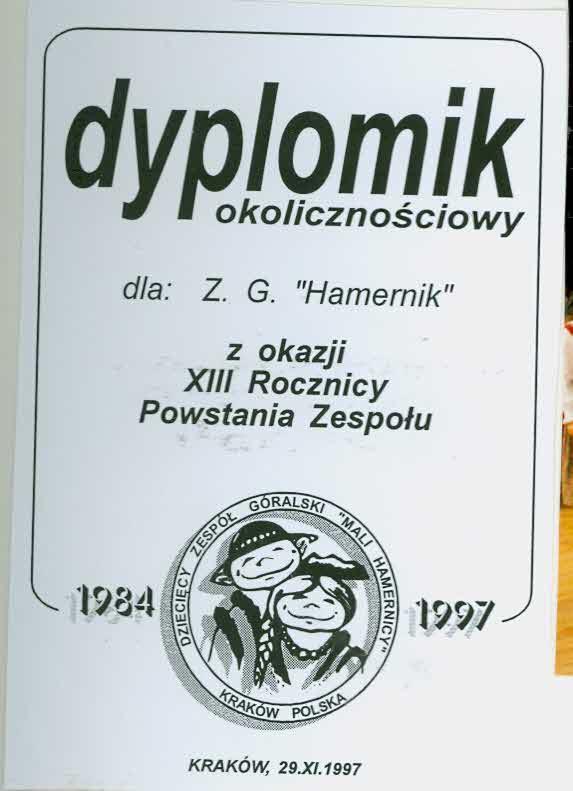 dyplomik
okolicznościowy
dla: Z. G. "Hamernik"
z okazji
XIII Rocznicy
Powstania Zespołu
DZIECIĘCY ZESPÓŁ GÓRALSKI "MALI HAMERNICY"
1984
1997
KRAKÓW POLSKA
KRAKÓW, 29.XI.1997